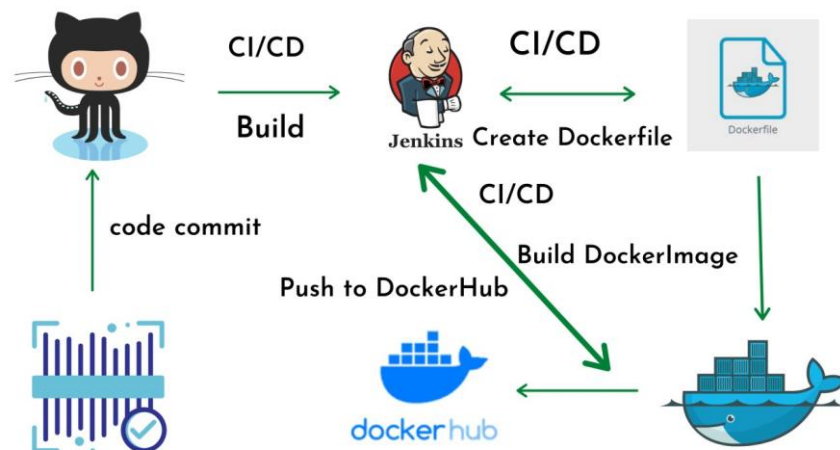 CI/CD
Build
Jenkins
CI/CD
Create Dockerfile
Dockerfile
code commit
CI/CD
Build DockerImage
Push to DockerHub
docker hub